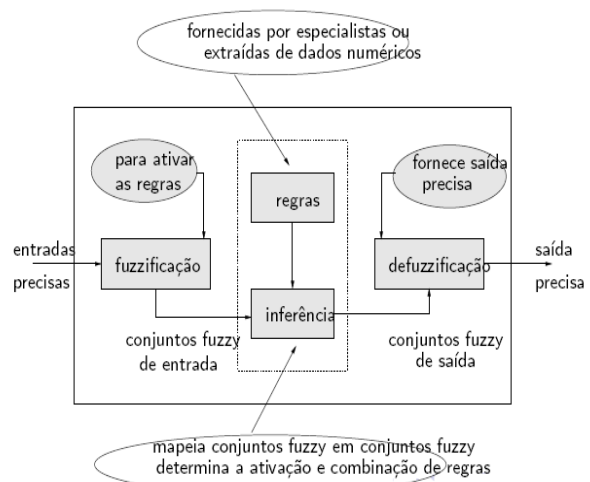 fornecidas por especialistas ou
extraídas de dados numéricos
para ativar
as regras
fornece saída
precisa
regras
entradas
precisas
fuzzificação
defuzzificação
saída
precisa
inferência
conjuntos fuzzy
de entrada
conjuntos fuzzy
de saída
mapeia conjuntos fuzzy em conjuntos fuzzy
determina a ativação e combinação de regras